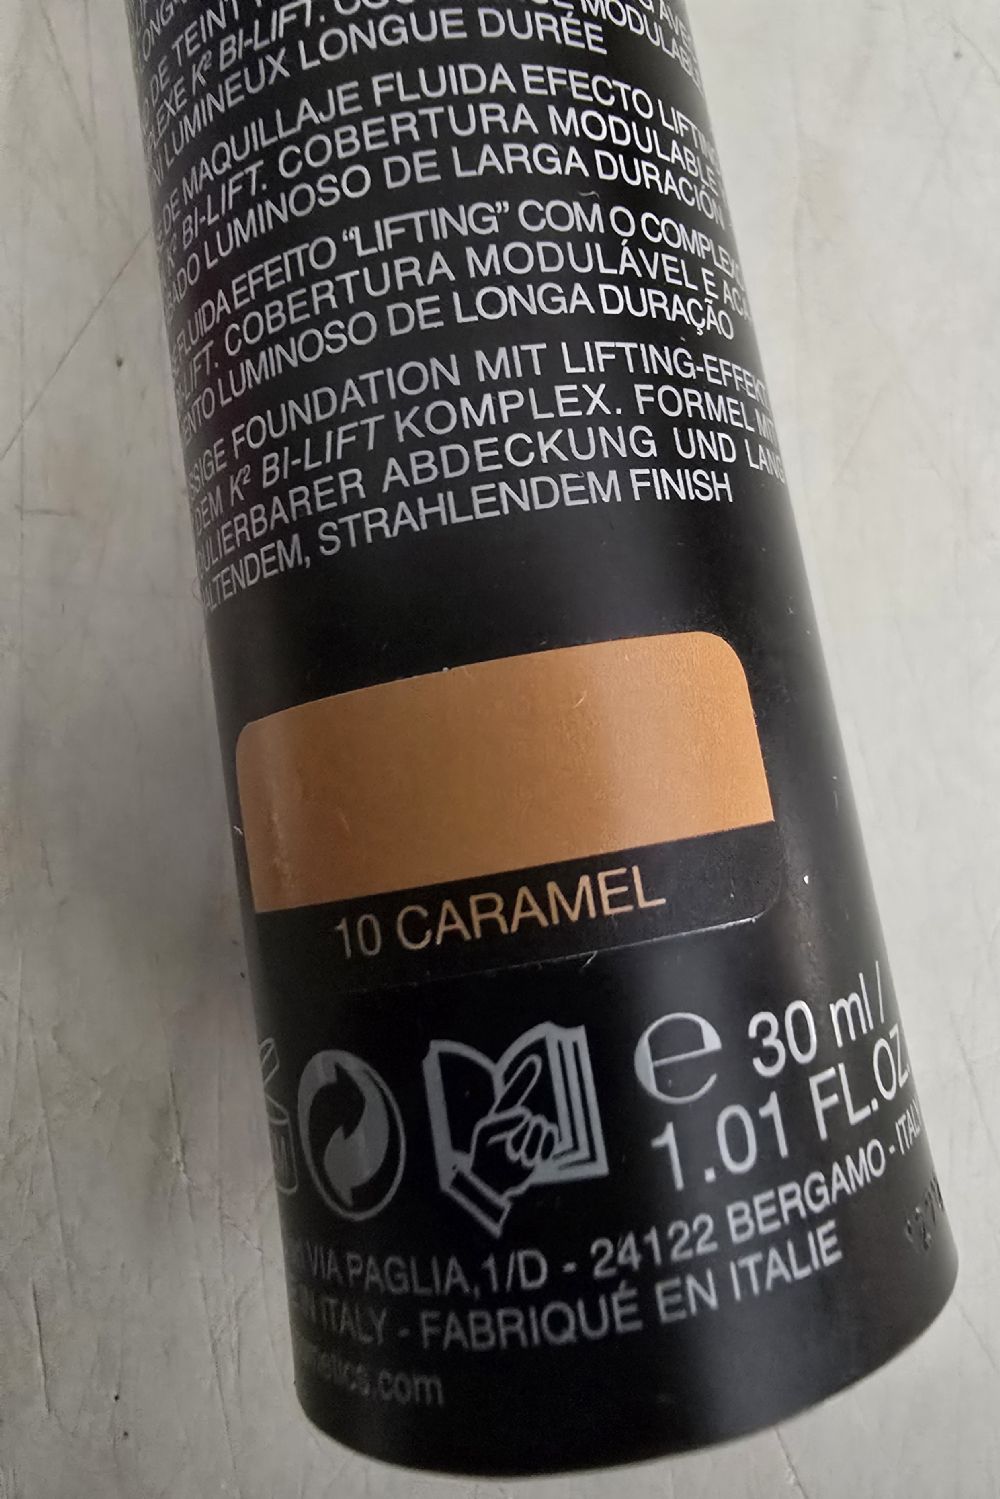 DE TEINT
K² BI-LIFT. MODULABLE
LUMINEUX LONGUE DURÉE
DE MAQUILLAJE FLUIDA EFECTO LIFTING
K² BI-LIFT. COBERTURA MODULABLE
LUMINOSO DE LARGA DURACIÓN
FLUIDA EFEITO “LIFTING” COM O COMPLEXO
LIFT. COBERTURA MODULÁVEL E
LUMINOSO DE LONGA DURAÇÃO
FOUNDATION MIT LIFTING-EFFEKT
DEM K² BI-LIFT KOMPLEX. FORMEL MIT
ABDECKUNG UND
STRAHLENDEM FINISH
10 CARAMEL
e 30 ml /
1.01 FL.OZ.
VIA PAGLIA, 1/D - 24122 BERGAMO -
ITALY - FABRIQUÉ EN ITALIE
.com